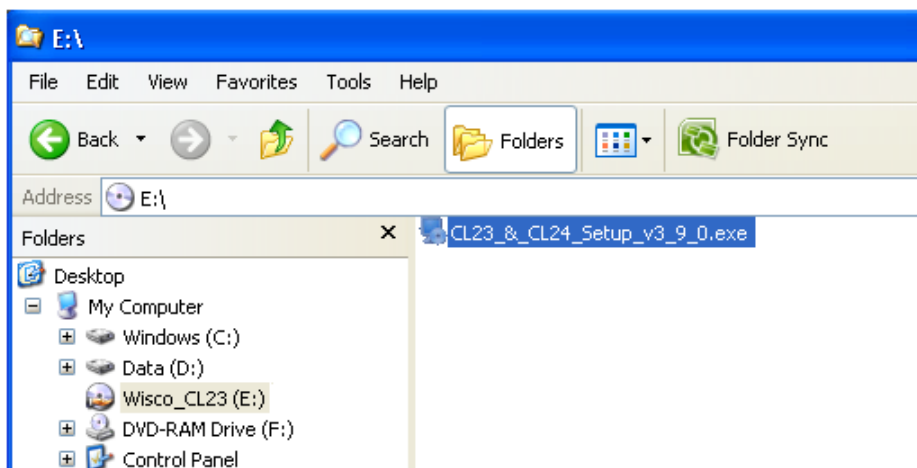 E:\
File Edit View Favorites Tools Help
Back Search Folders Folder Sync
Address E:\
Folders x CL23_&_CL24_Setup_v3_9_0.exe
Desktop
My Computer
Windows (C:)
Data (D:)
Wisco_CL23 (E:)
DVD-RAM Drive (F:)
Control Panel